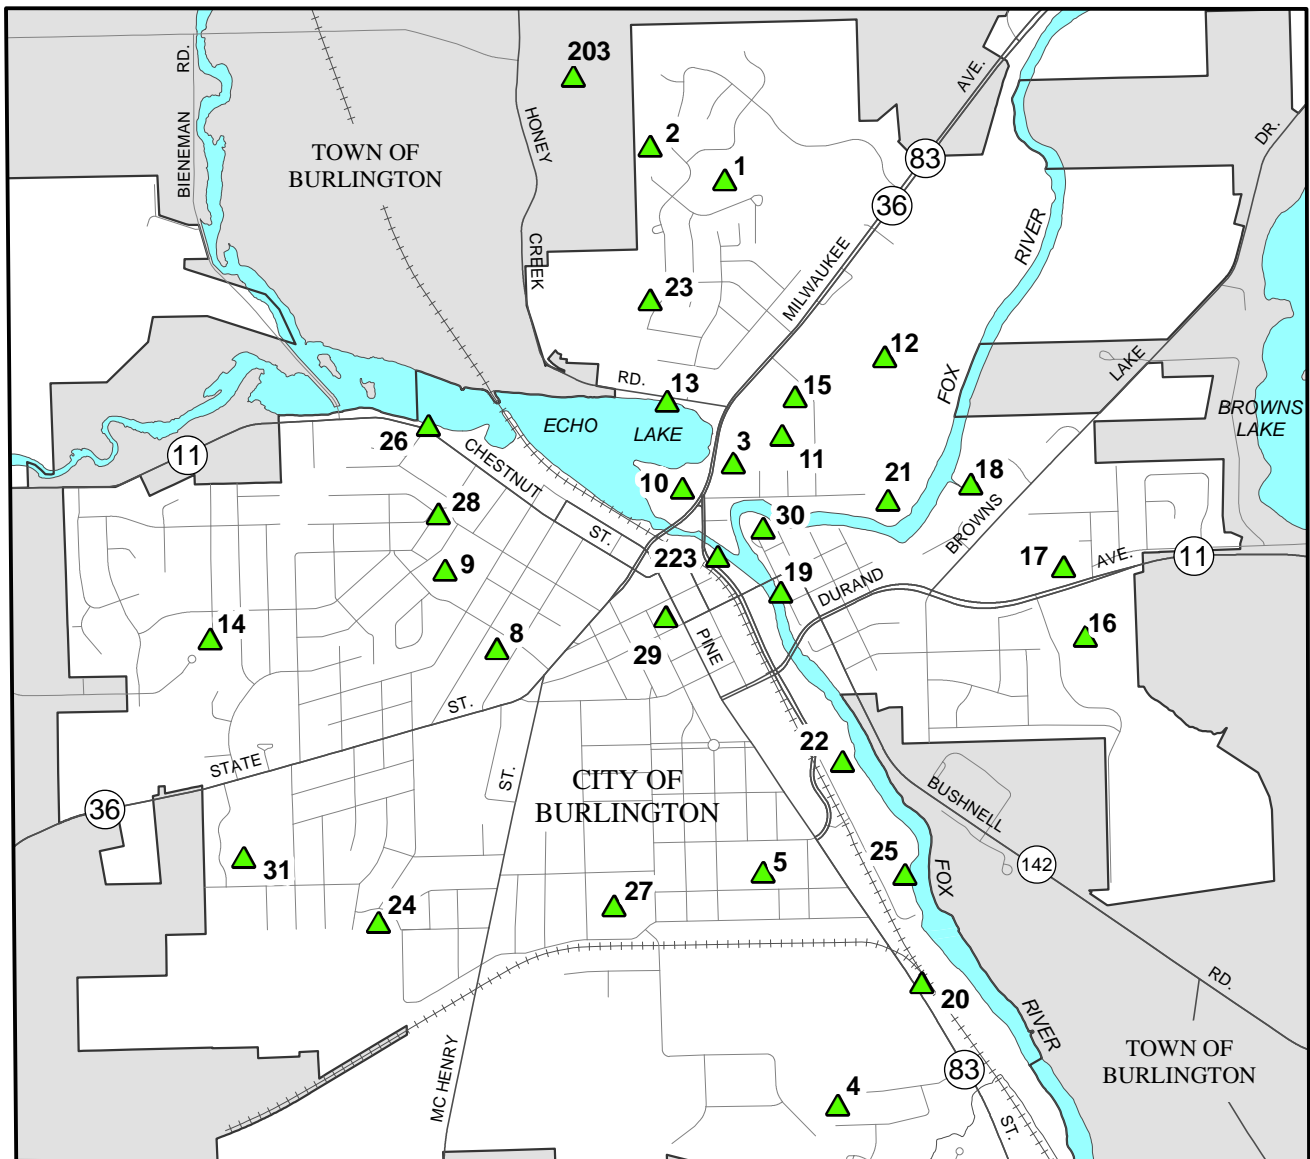 203
BIENEMAN RD.
HONEY CREEK RD.
TOWN OF
BURLINGTON
2
1
AVE.
83
36
DR.
RIVER
MILWAUKEE
23
12
FOX
LAKE
13
15
BROWNS
LAKE
ECHO LAKE
26
11
CHESTNUT
3
11
10
21
18
28
ST.
30
BROWNS
223
17
AVE.
11
9
19
DURAND
14
8
29
PINE
16
ST.
22
STATE
ST.
CITY OF
BURLINGTON
36
BUSHNELL
142
31
5
25
FOX
24
27
20
RD.
RIVER
TOWN OF
BURLINGTON
MC HENRY
83
4
ST.